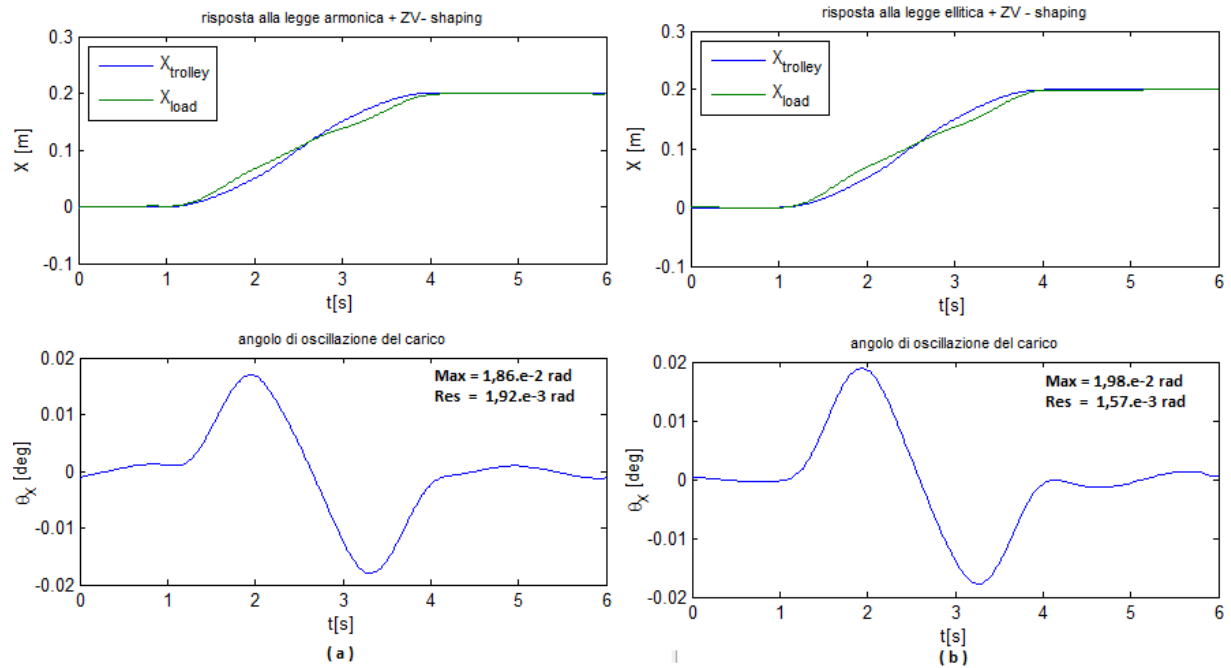 risposta alla legge armonica + ZV- shaping
0.3
0.2
0.1
0
-0.1
X [m]
X_trolley
X_load
0 1 2 3 4 5 6
t[s]
angolo di oscillazione del carico
0.02
0.01
0
-0.01
-0.02
θ_X [deg]
Max = 1,86.e-2 rad
Res = 1,92.e-3 rad
0 1 2 3 4 5 6
t[s]
( a )
risposta alla legge ellitica + ZV - shaping
0.3
0.2
0.1
0
-0.1
X [m]
X_trolley
X_load
0 1 2 3 4 5 6
t[s]
angolo di oscillazione del carico
0.02
0.01
0
-0.01
-0.02
θ_X [deg]
Max = 1,98.e-2 rad
Res = 1,57.e-3 rad
0 1 2 3 4 5 6
t[s]
( b )